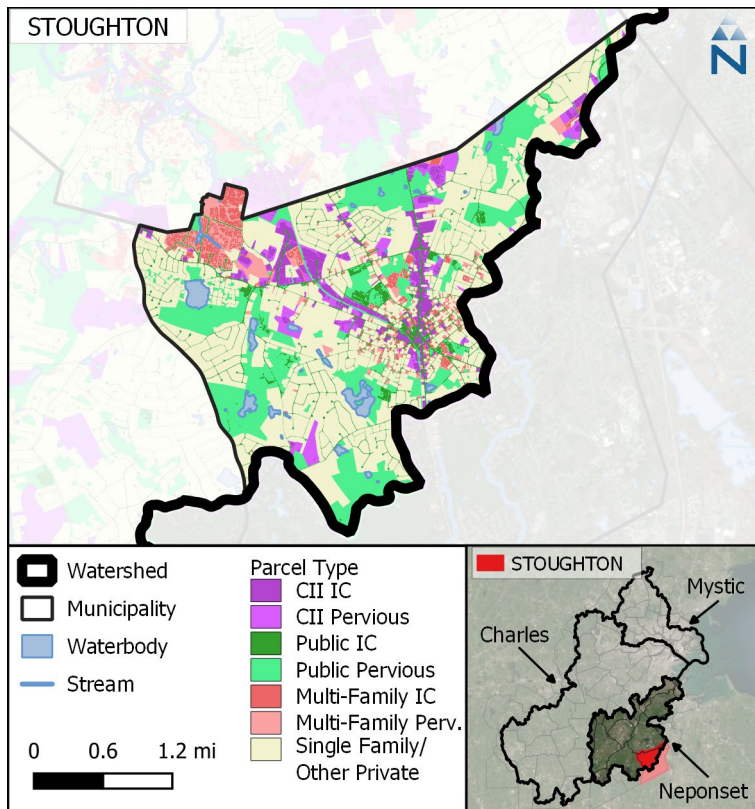 STOUGHTON
N
Watershed
Municipality
Waterbody
Stream
0 0.6 1.2 mi
Parcel Type
CII IC
CII Pervious
Public IC
Public Pervious
Multi-Family IC
Multi-Family Perv.
Single Family/
Other Private
STOUGHTON
Mystic
Charles
Neponset